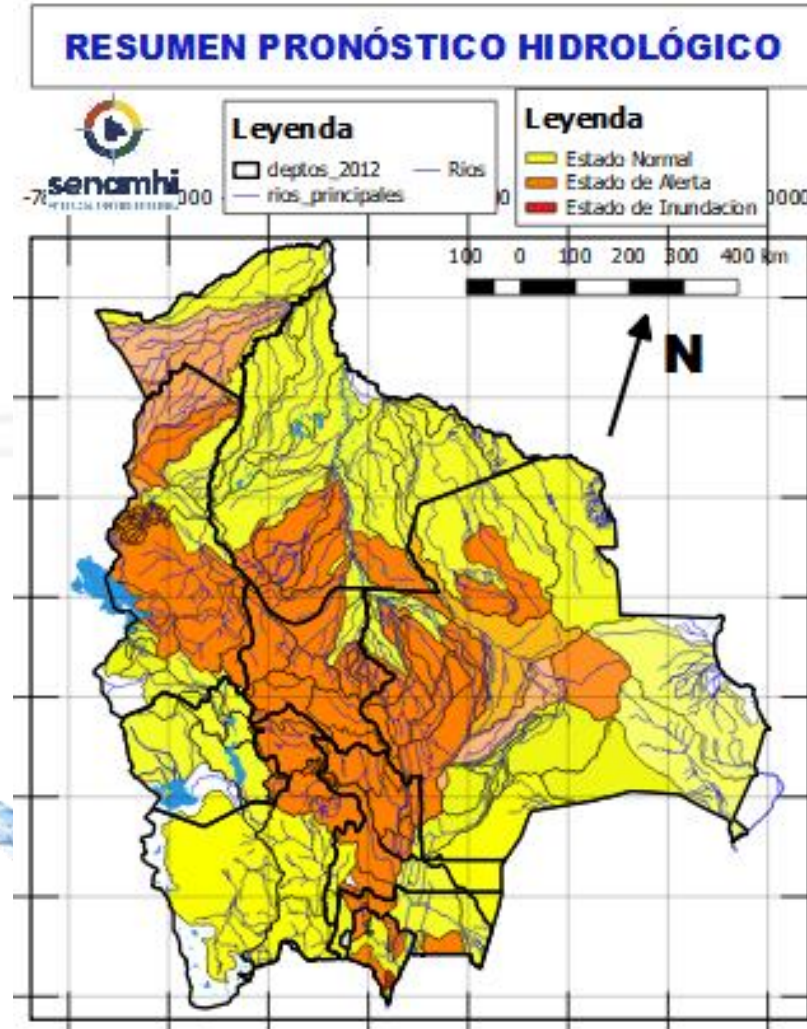 RESUMEN PRONÓSTICO HIDROLÓGICO
senamhi
Leyenda
deptos_2012
Rios
rios_principales
Leyenda
Estado Normal
Estado de Alerta
Estado de Inundacion
100 0 100 200 300 400 km
N